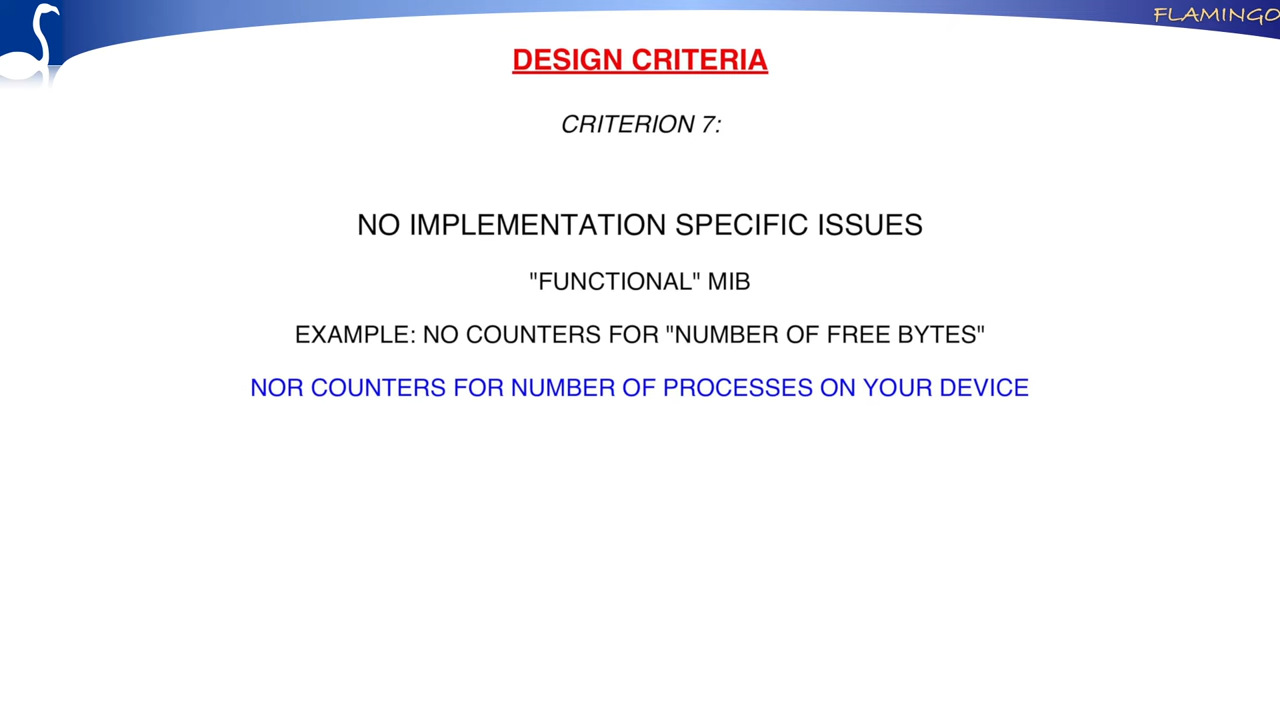 FLAMINGO
DESIGN CRITERIA
CRITERION 7:
NO IMPLEMENTATION SPECIFIC ISSUES
"FUNCTIONAL" MIB
EXAMPLE: NO COUNTERS FOR "NUMBER OF FREE BYTES"
NOR COUNTERS FOR NUMBER OF PROCESSES ON YOUR DEVICE